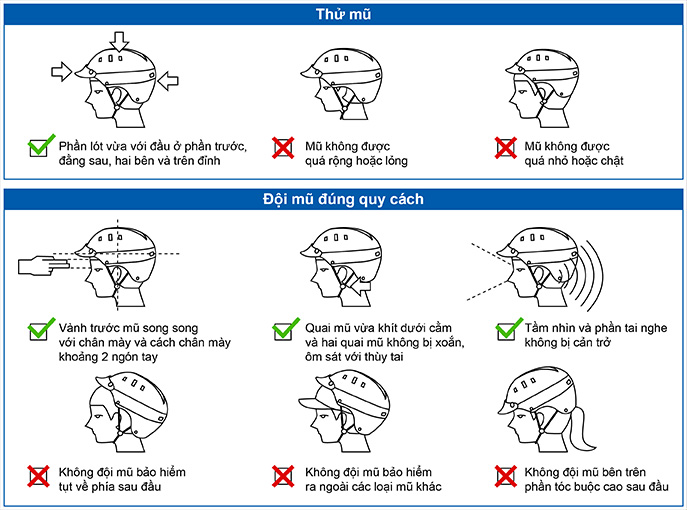 Thử mũ
Phần lót vừa với đầu ở phần trước,
đằng sau, hai bên và trên đỉnh
Mũ không được
quá rộng hoặc lỏng
Mũ không được
quá nhỏ hoặc chật
Đội mũ đúng quy cách
Vành trước mũ song song
với chân mày và cách chân mày
khoảng 2 ngón tay
Quai mũ vừa khít dưới cằm
và hai quai mũ không bị xoắn,
ôm sát với thùy tai
Tầm nhìn và phần tai nghe
không bị cản trở
Không đội mũ bảo hiểm
tụt về phía sau đầu
Không đội mũ bảo hiểm
ra ngoài các loại mũ khác
Không đội mũ bên trên
phần tóc buộc cao sau đầu